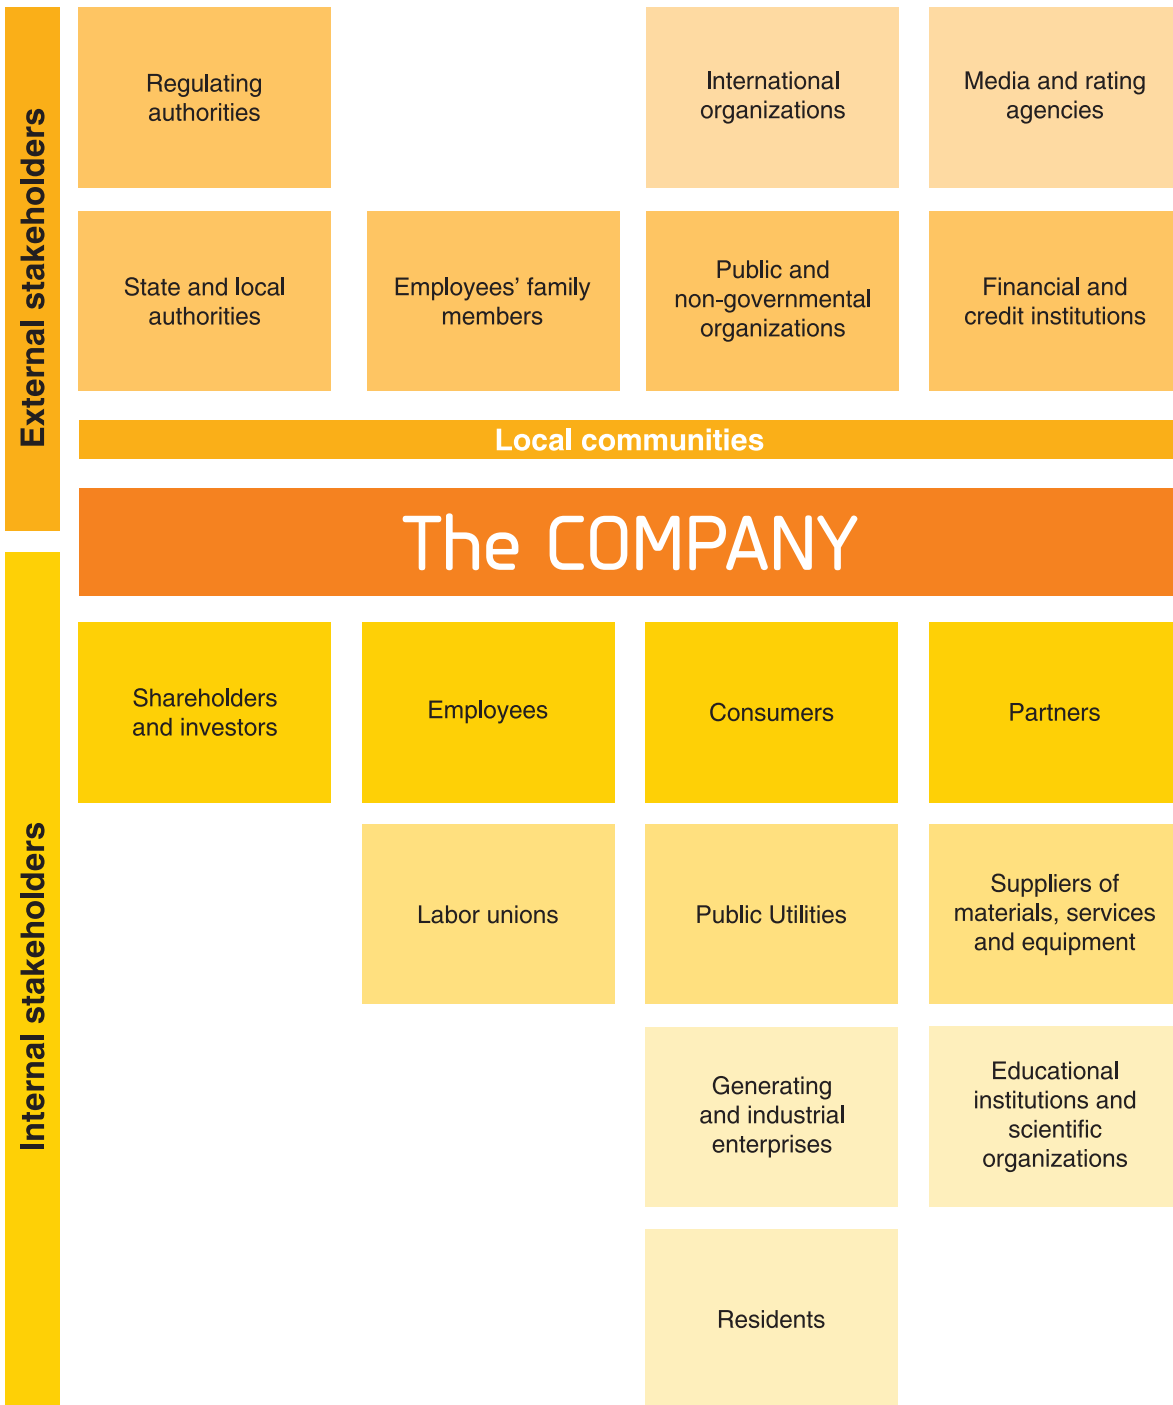 External stakeholders
Regulating
authorities
International
organizations
Media and rating
agencies
State and local
authorities
Employees’ family
members
Public and
non-governmental
organizations
Financial and
credit institutions
Local communities
The COMPANY
Internal stakeholders
Shareholders
and investors
Employees
Consumers
Partners
Labor unions
Public Utilities
Suppliers of
materials, services
and equipment
Generating
and industrial
enterprises
Educational
institutions and
scientific
organizations
Residents